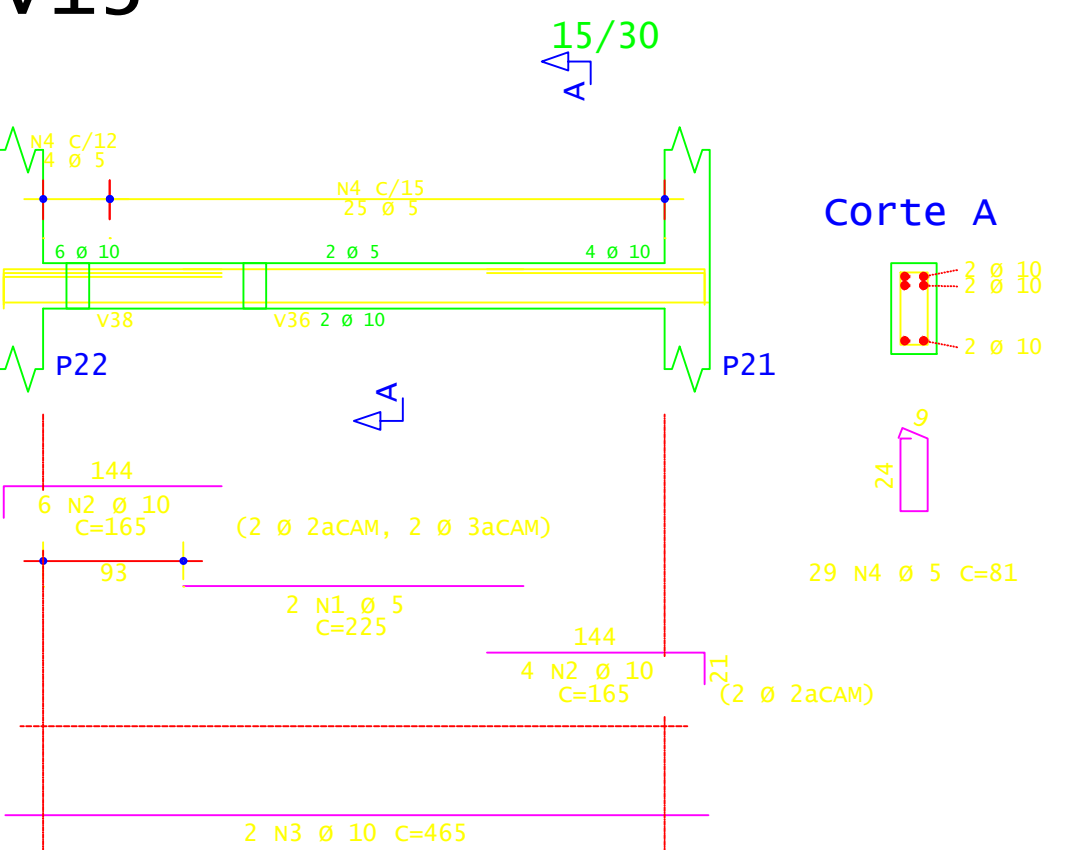 15/30
A
N4 C/12
4 Ø 5
N4 C/15
25 Ø 5
Corte A
6 Ø 10
2 Ø 5
4 Ø 10
2 Ø 10
2 Ø 10
V38
V36
2 Ø 10
2 Ø 10
P22
P21
A
9
24
144
6 N2 Ø 10
C=165
(2 Ø 2aCAM, 2 Ø 3aCAM)
93
29 N4 Ø 5 C=81
2 N1 Ø 5
C=225
144
4 N2 Ø 10
C=165
21
(2 Ø 2aCAM)
2 N3 Ø 10 C=465